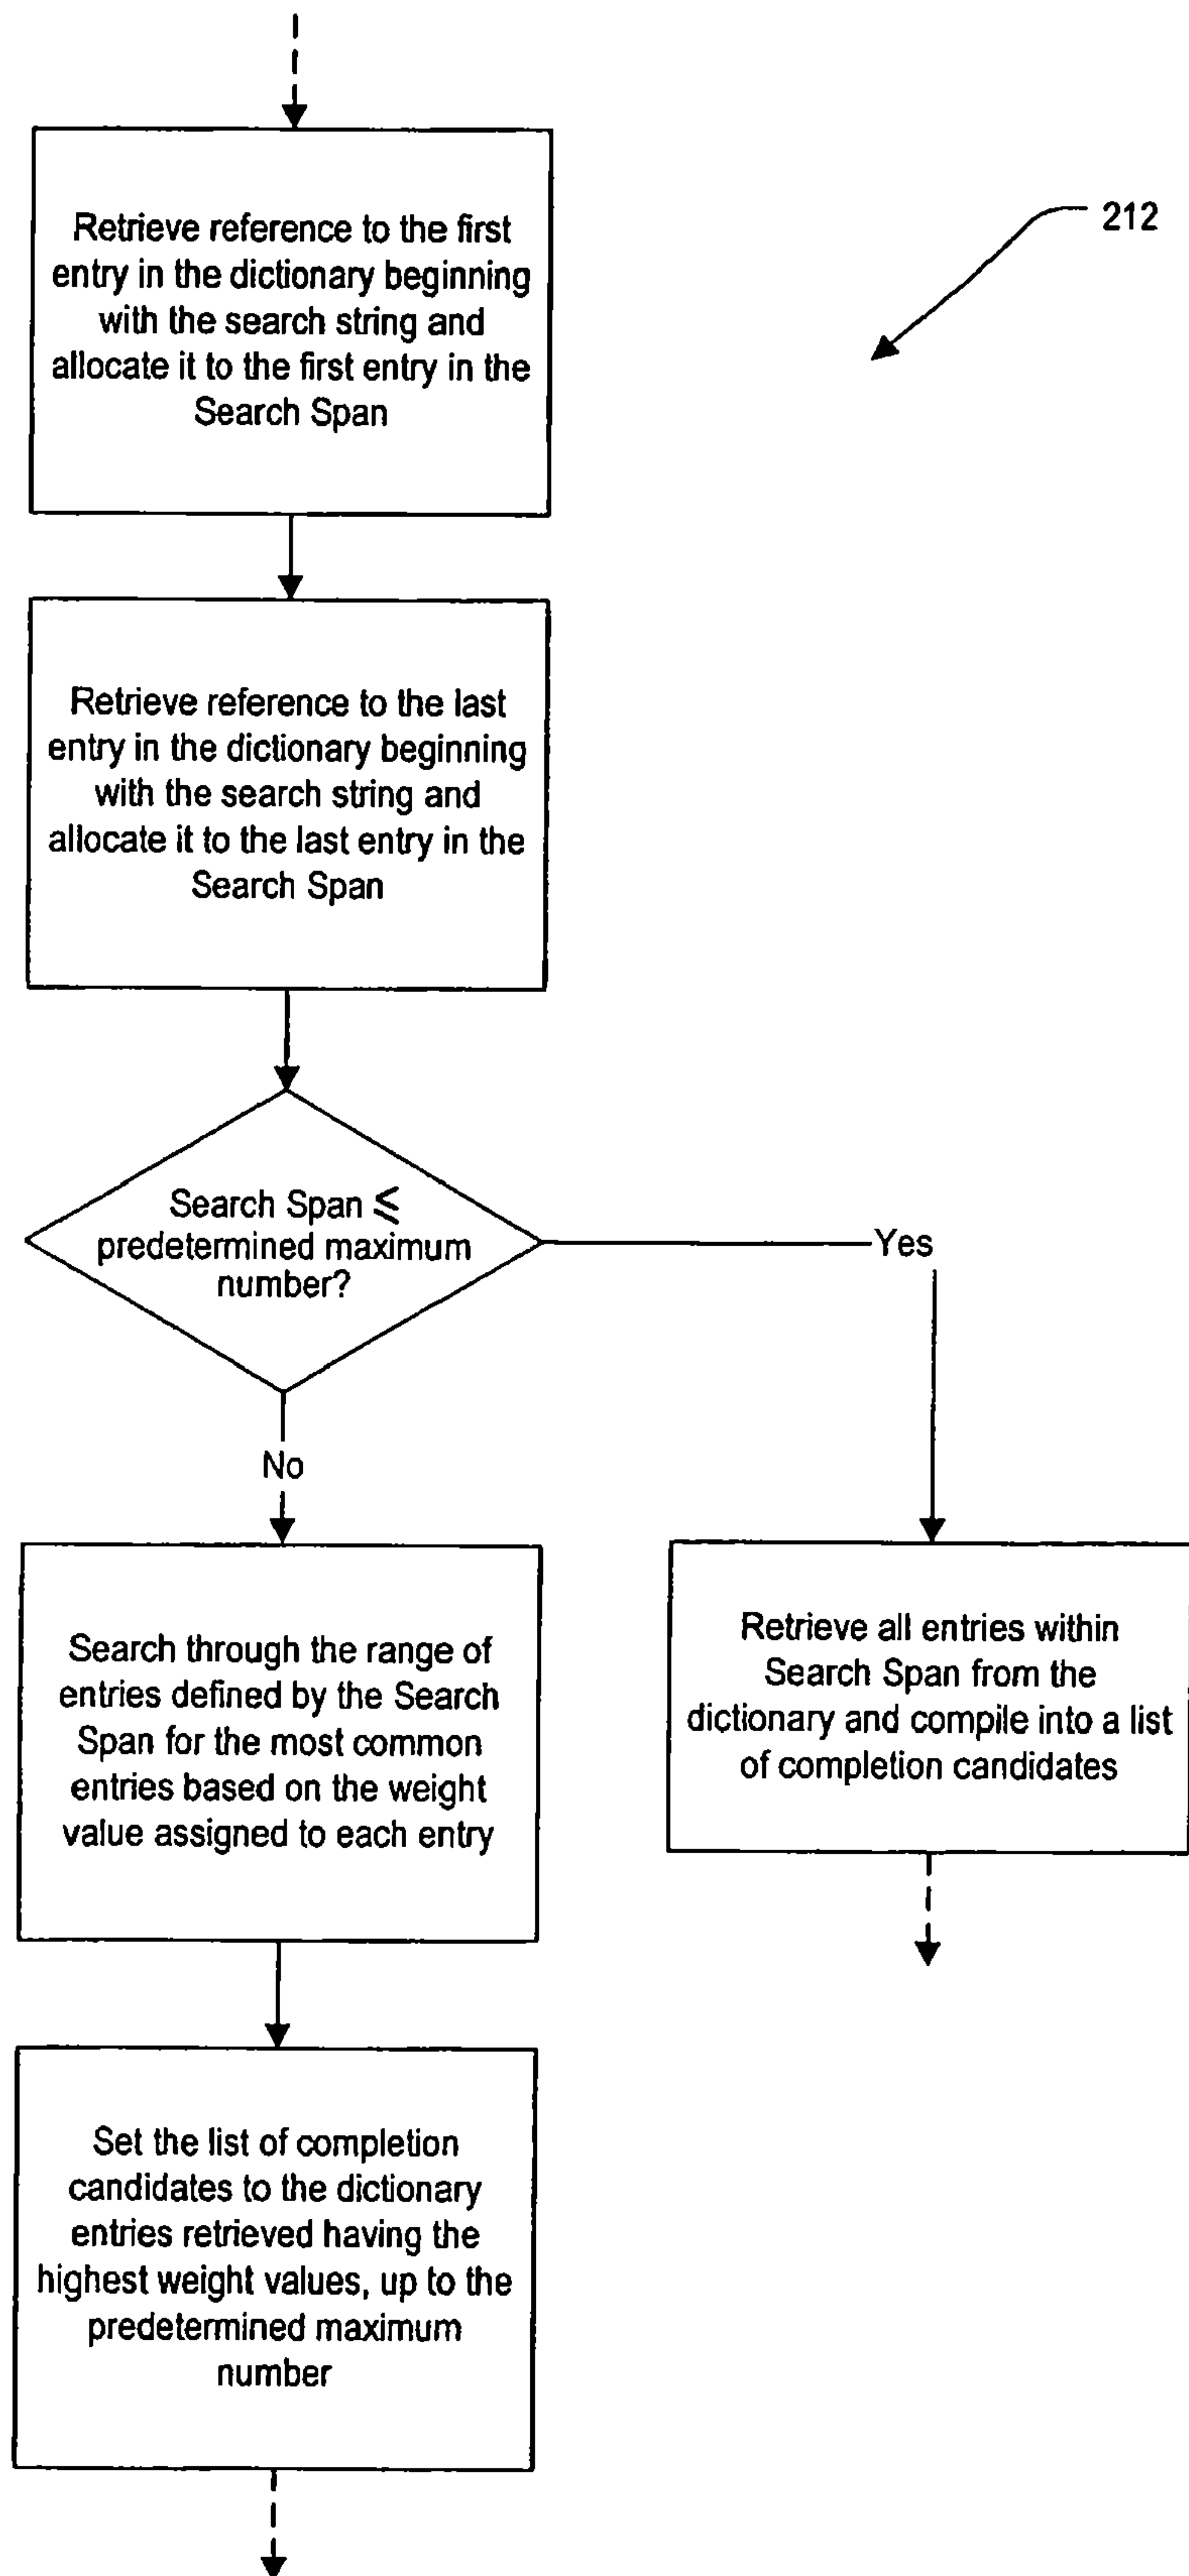 212
Retrieve reference to the first
entry in the dictionary beginning
with the search string and
allocate it to the first entry in the
Search Span
Retrieve reference to the last
entry in the dictionary beginning
with the search string and
allocate it to the last entry in the
Search Span
Search Span ≤
predetermined maximum
number?
Yes
No
Search through the range of
entries defined by the Search
Span for the most common
entries based on the weight
value assigned to each entry
Retrieve all entries within
Search Span from the
dictionary and compile into a list
of completion candidates
Set the list of completion
candidates to the dictionary
entries retrieved having the
highest weight values, up to the
predetermined maximum
number